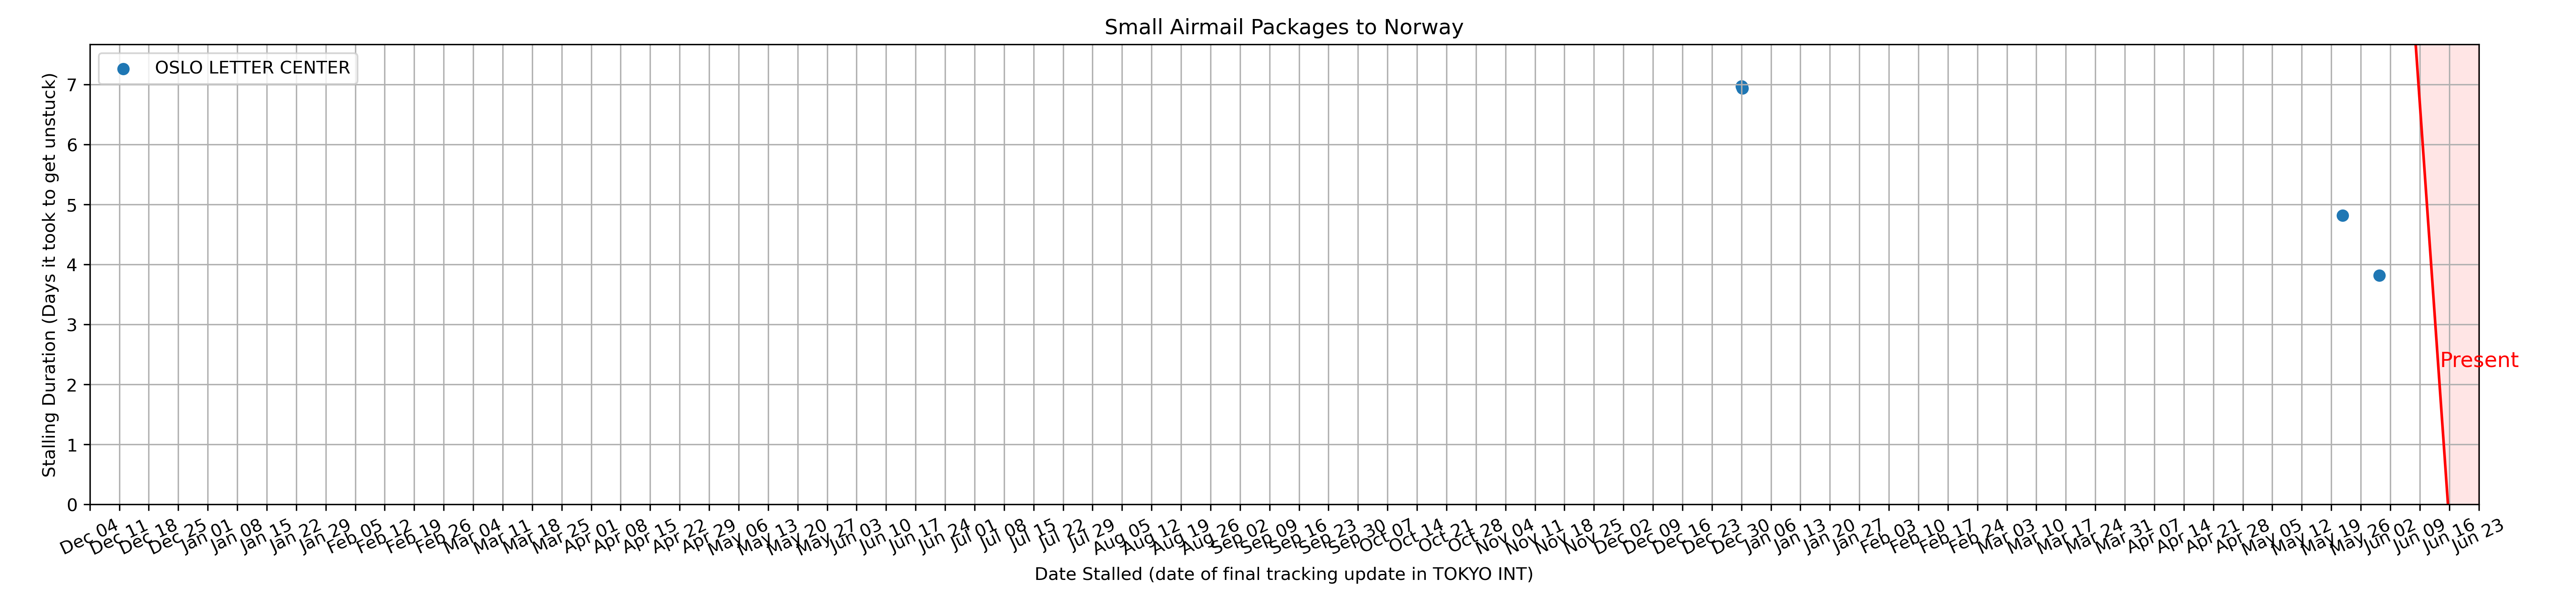 Small Airmail Packages to Norway
OSLO LETTER CENTER
Stalling Duration (Days it took to get unstuck)
7
6
5
4
3
2
1
0
Present
Dec 04
Dec 11
Dec 18
Dec 25
Jan 01
Jan 08
Jan 15
Jan 22
Jan 29
Feb 05
Feb 12
Feb 19
Feb 26
Mar 04
Mar 11
Mar 18
Mar 25
Apr 01
Apr 08
Apr 15
Apr 22
Apr 29
May 06
May 13
May 20
May 27
Jun 03
Jun 10
Jun 17
Jun 24
Jul 01
Jul 08
Jul 15
Jul 22
Jul 29
Aug 05
Aug 12
Aug 19
Aug 26
Sep 02
Sep 09
Sep 16
Sep 23
Sep 30
Oct 07
Oct 14
Oct 21
Oct 28
Nov 04
Nov 11
Nov 18
Nov 25
Dec 02
Dec 09
Dec 16
Dec 23
Dec 30
Jan 06
Jan 13
Jan 20
Jan 27
Feb 03
Feb 10
Feb 17
Feb 24
Mar 03
Mar 10
Mar 17
Mar 24
Mar 31
Apr 07
Apr 14
Apr 21
Apr 28
May 05
May 12
May 19
May 26
Jun 02
Jun 09
Jun 16
Jun 23
Date Stalled (date of final tracking update in TOKYO INT)